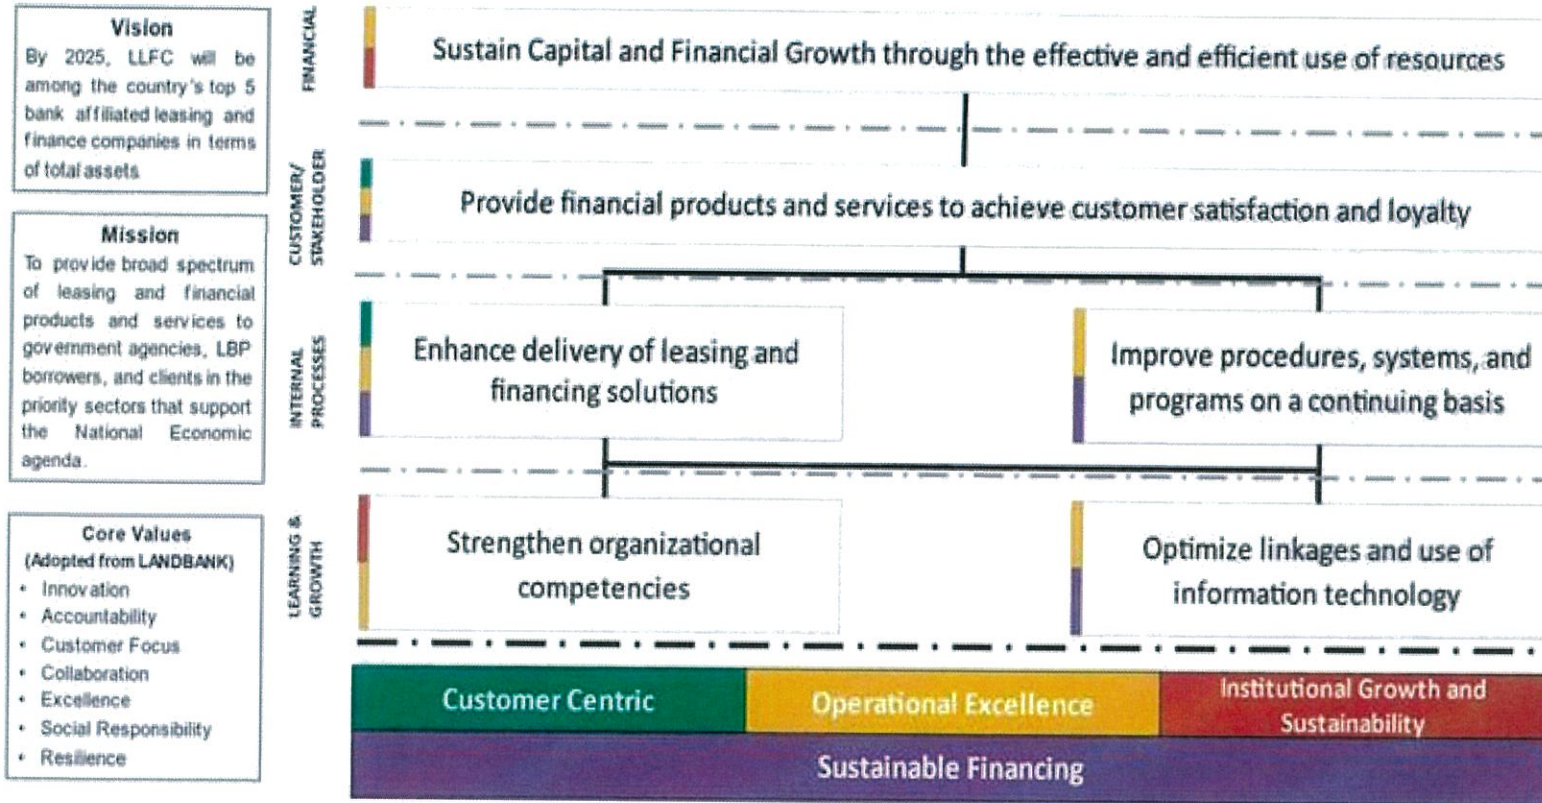 Vision
By 2025, LLFC will be
among the country's top 5
bank affiliated leasing and
finance companies in terms
of total assets
Mission
To provide broad spectrum
of leasing and financial
products and services to
government agencies, LBP
borrowers, and clients in the
priority sectors that support
the National Economic
agenda.
Core Values
(Adopted from LANDBANK)
• Innovation
• Accountability
• Customer Focus
• Collaboration
• Excellence
• Social Responsibility
• Resilience
FINANCIAL
Sustain Capital and Financial Growth through the effective and efficient use of resources
CUSTOMER/
STAKEHOLDER
Provide financial products and services to achieve customer satisfaction and loyalty
INTERNAL
PROCESSES
Enhance delivery of leasing and
financing solutions
Improve procedures, systems, and
programs on a continuing basis
LEARNING &
GROWTH
Strengthen organizational
competencies
Optimize linkages and use of
information technology
Customer Centric
Operational Excellence
Institutional Growth and
Sustainability
Sustainable Financing